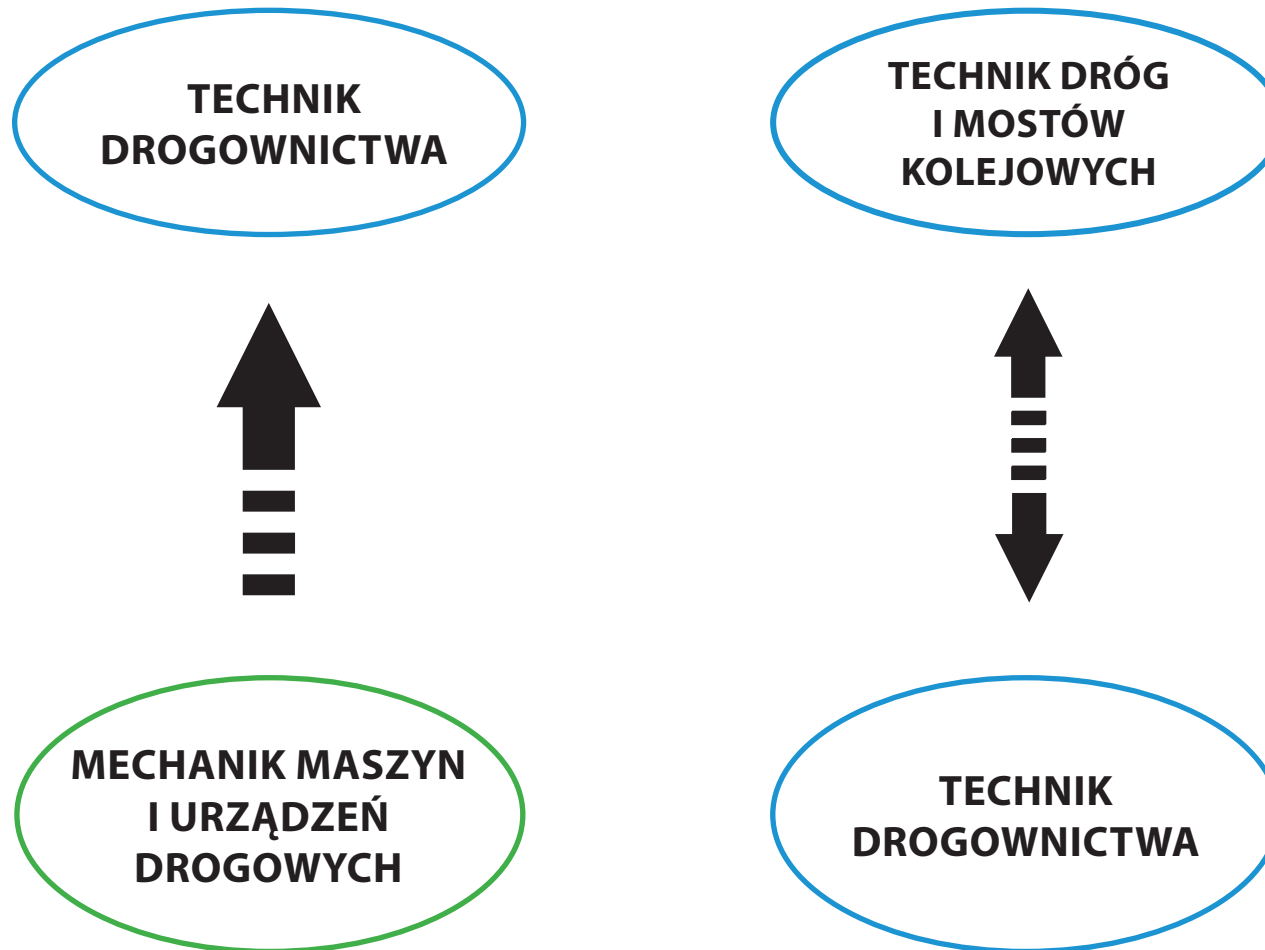 TECHNIK
DROGOWNICTWA
TECHNIK DRÓG
I MOSTÓW
KOLEJOWYCH
MECHANIK MASZYN
I URZĄDZEŃ
DROGOWYCH
TECHNIK
DROGOWNICTWA